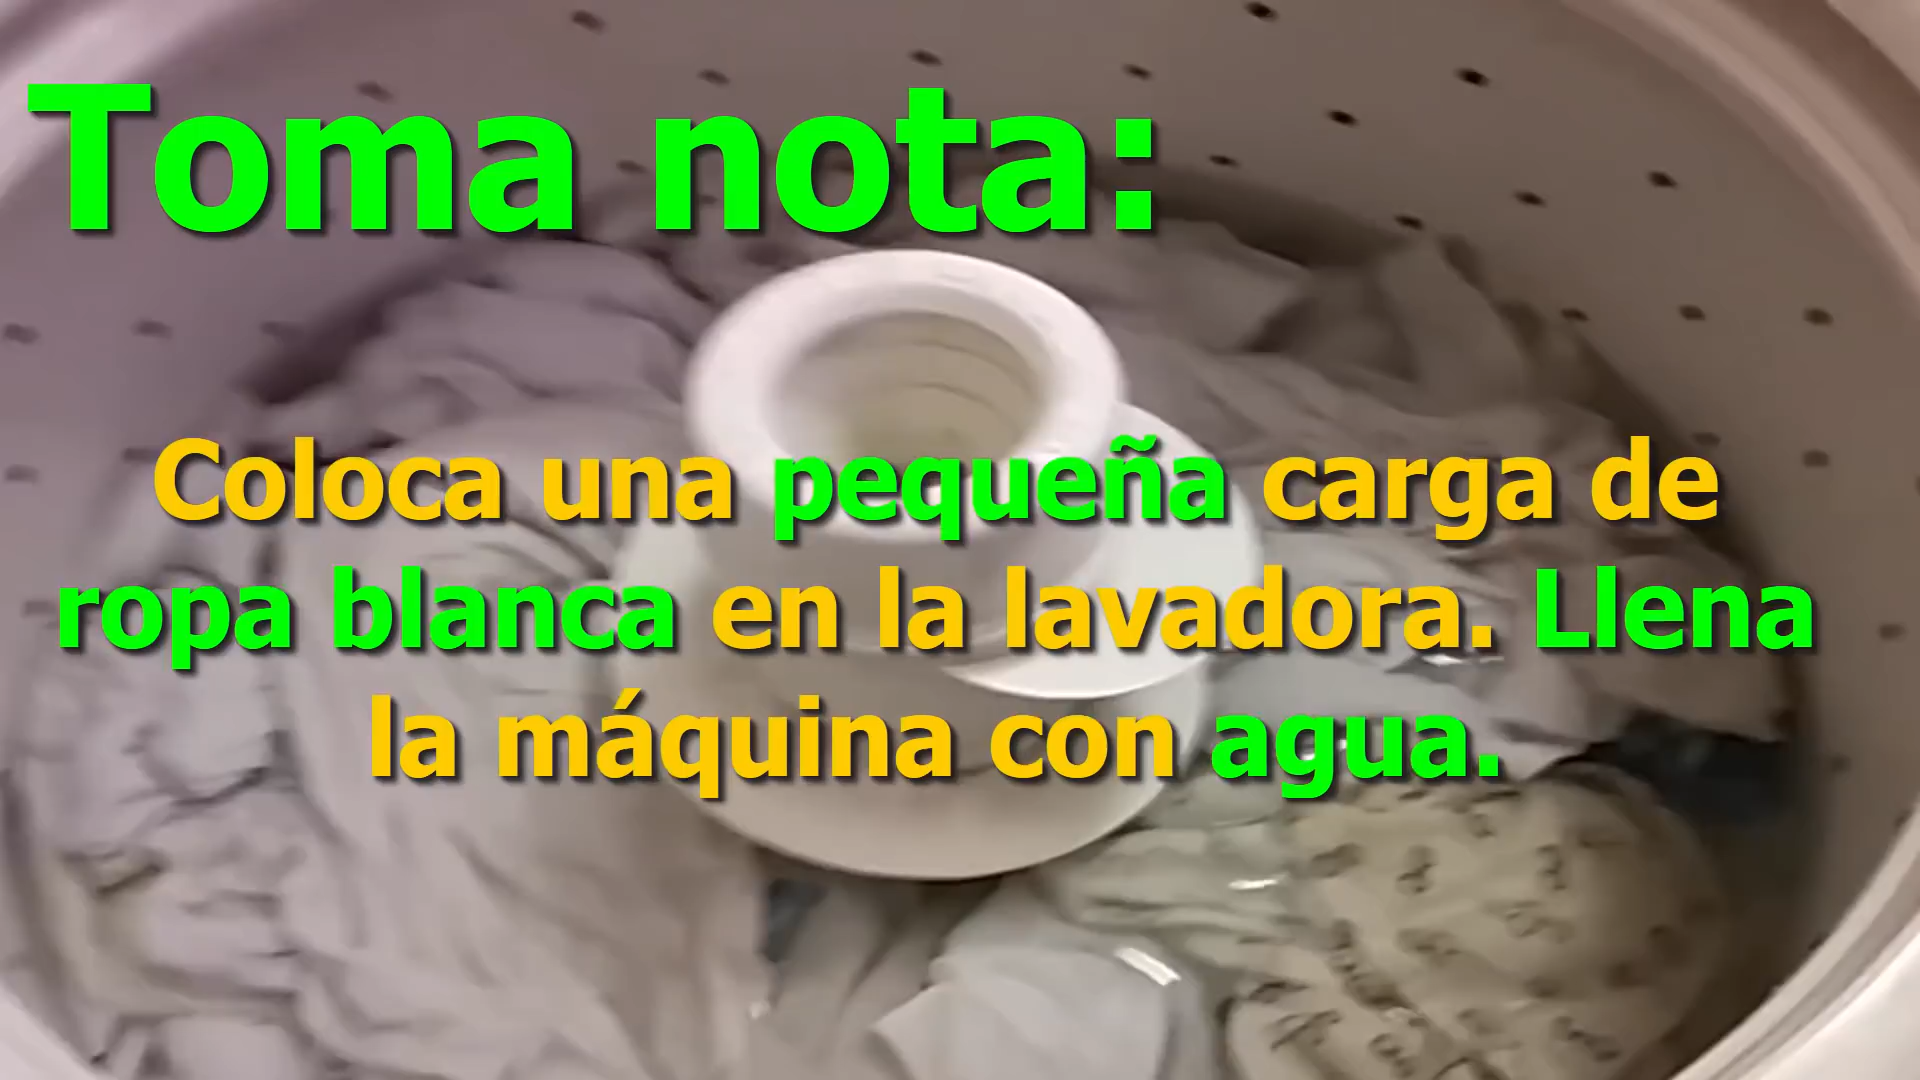 Toma nota:
Coloca una pequeña carga de
ropa blanca en la lavadora. Llena
la máquina con agua.